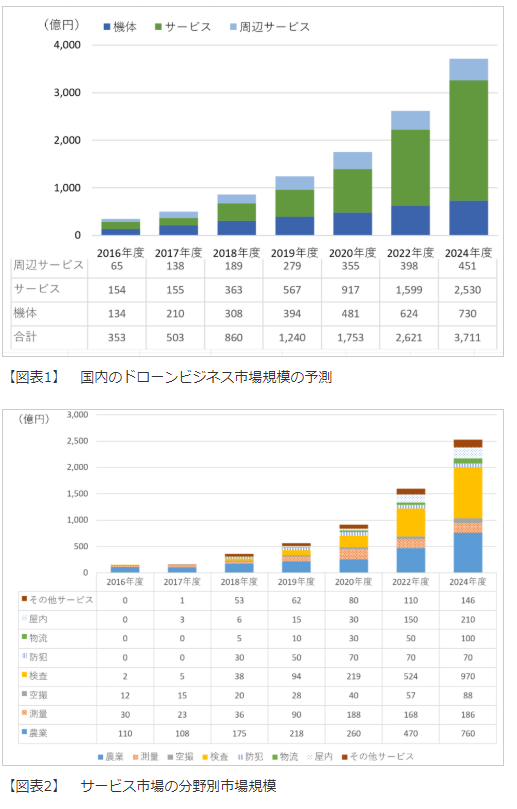 （億円）
機体 サービス 周辺サービス
4,000
3,000
2,000
1,000
0
2016年度 2017年度 2018年度 2019年度 2020年度 2022年度 2024年度
周辺サービス 65 138 189 279 355 398 451
サービス 154 155 363 567 917 1,599 2,530
機体 134 210 308 394 481 624 730
合計 353 503 860 1,240 1,753 2,621 3,711
【図表1】 国内のドローンビジネス市場規模の予測
（億円）
3,000
2,500
2,000
1,500
1,000
500
0
2016年度 2017年度 2018年度 2019年度 2020年度 2022年度 2024年度
その他サービス 0 1 53 62 80 110 146
屋内 0 3 6 15 30 150 210
物流 0 0 5 10 30 50 100
防犯 0 0 30 50 70 70 70
検査 2 5 38 94 219 524 970
空撮 12 15 20 28 40 57 88
測量 30 23 36 90 188 168 186
農業 110 108 175 218 260 470 760
農業 測量 空撮 検査 防犯 物流 屋内 その他サービス
【図表2】 サービス市場の分野別市場規模